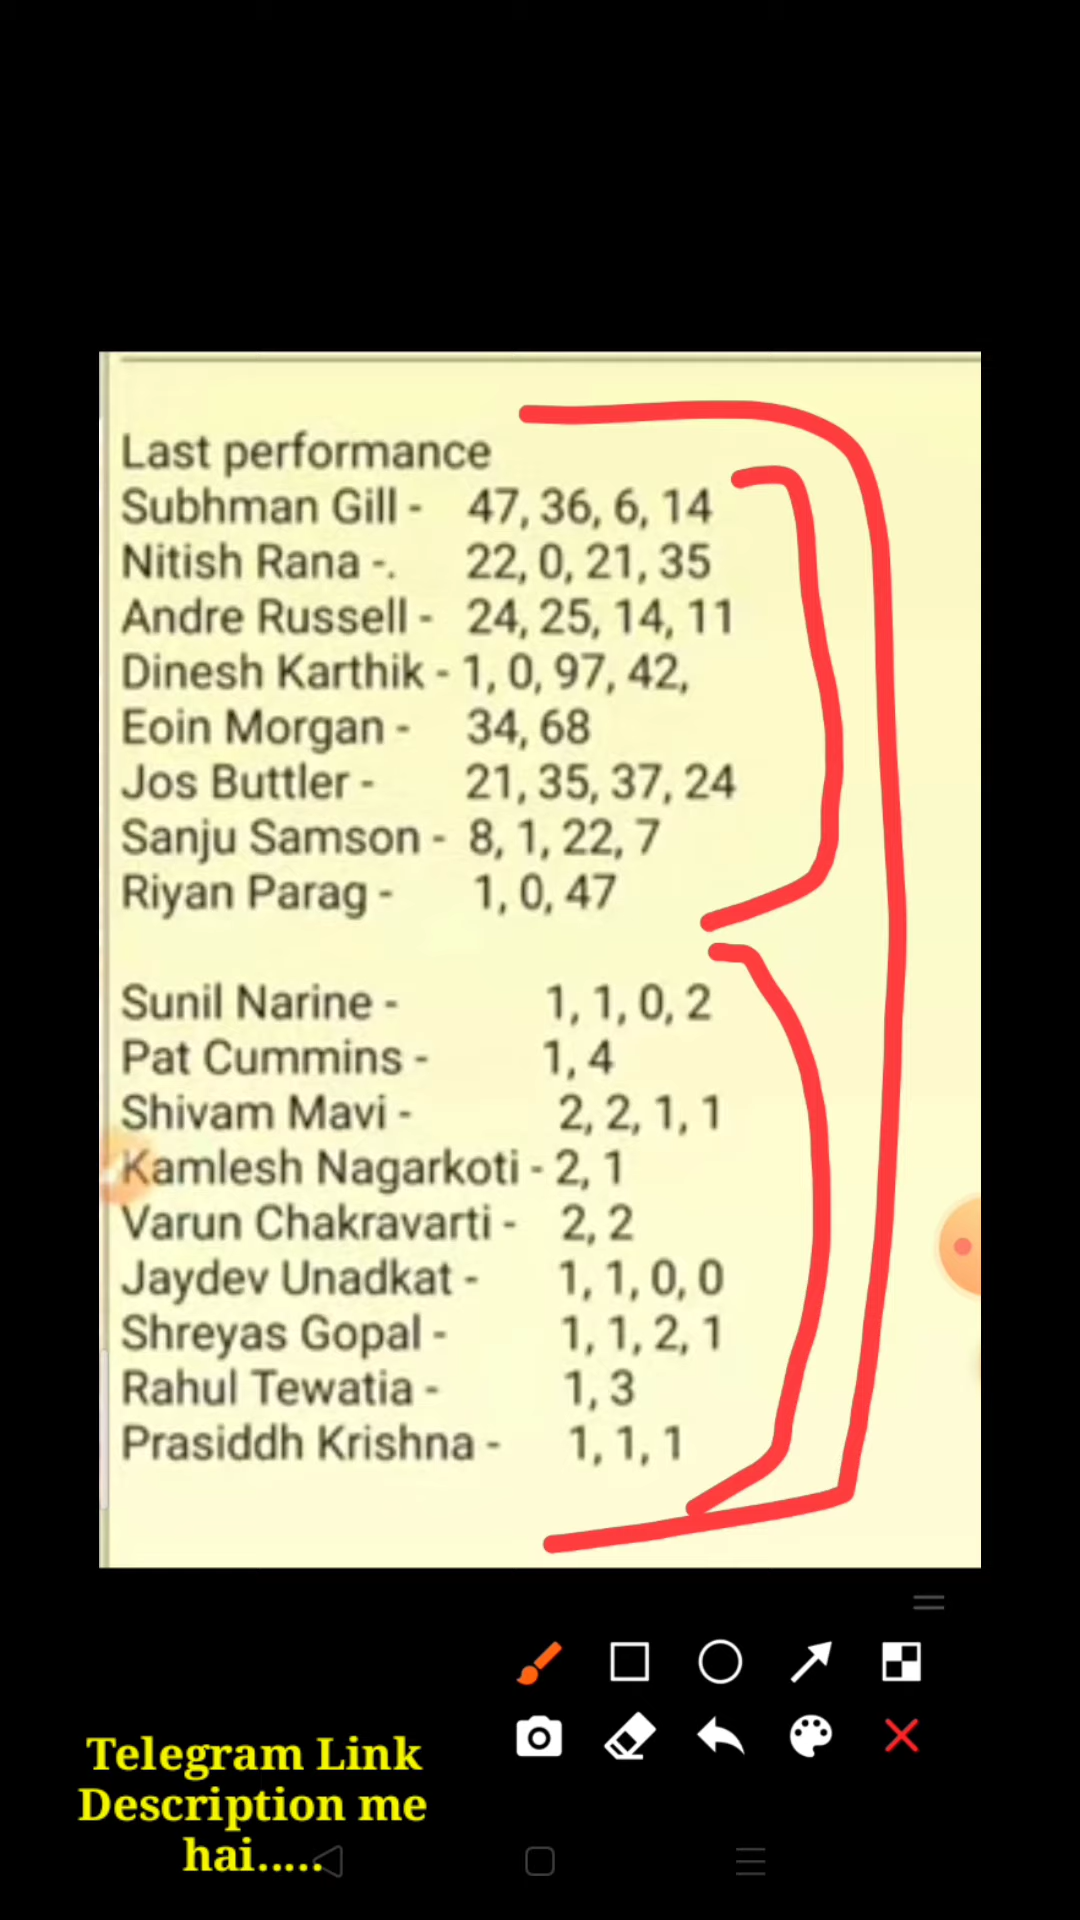 Last performance
Subhman Gill - 47, 36, 6, 14
Nitish Rana -. 22, 0, 21, 35
Andre Russell - 24, 25, 14, 11
Dinesh Karthik - 1, 0, 97, 42,
Eoin Morgan - 34, 68
Jos Buttler - 21, 35, 37, 24
Sanju Samson - 8, 1, 22, 7
Riyan Parag - 1, 0, 47
Sunil Narine - 1, 1, 0, 2
Pat Cummins - 1, 4
Shivam Mavi - 2, 2, 1, 1
Kamlesh Nagarkoti - 2, 1
Varun Chakravarti - 2, 2
Jaydev Unadkat - 1, 1, 0, 0
Shreyas Gopal - 1, 1, 2, 1
Rahul Tewatia - 1, 3
Prasiddh Krishna - 1, 1, 1
Telegram Link
Description me
hai.....